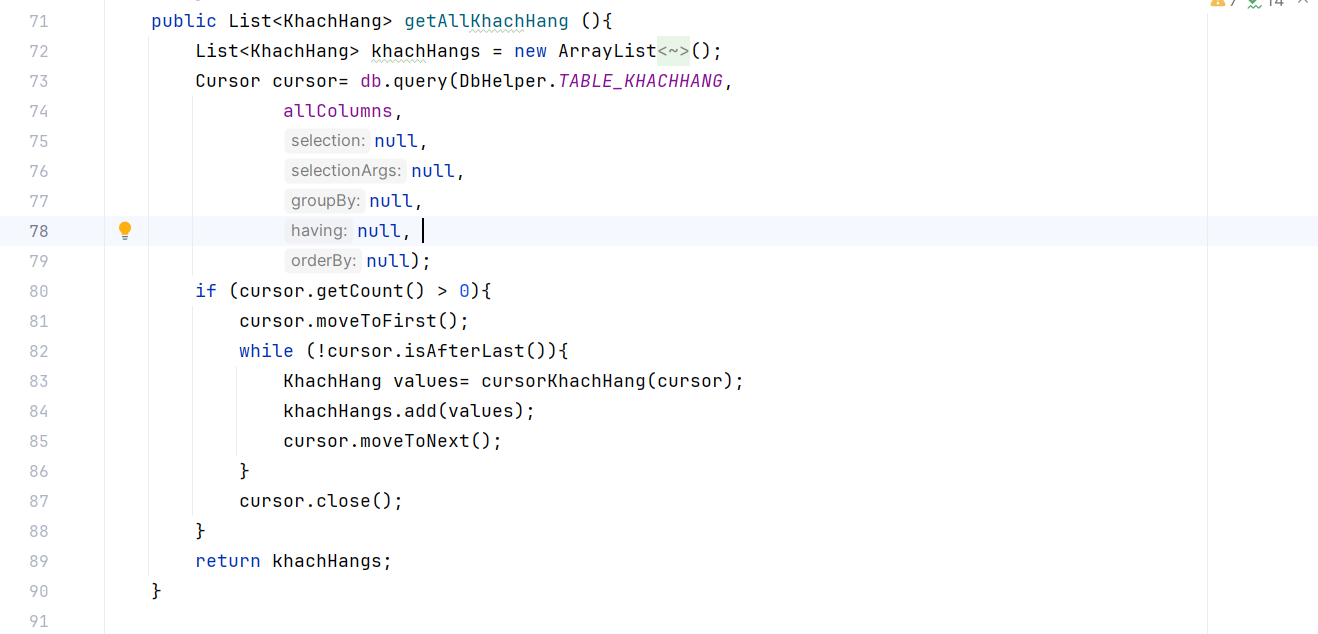 7 14
71 public List<KhachHang> getAllKhachHang (){
72 List<KhachHang> khachHangs = new ArrayList<~>();
73 Cursor cursor= db.query(DbHelper.TABLE_KHACHHANG,
74 allColumns,
75 selection: null,
76 selectionArgs: null,
77 groupBy: null,
78 having: null,
79 orderBy: null);
80 if (cursor.getCount() > 0){
81 cursor.moveToFirst();
82 while (!cursor.isAfterLast()){
83 KhachHang values= cursorKhachHang(cursor);
84 khachHangs.add(values);
85 cursor.moveToNext();
86 }
87 cursor.close();
88 }
89 return khachHangs;
90 }
91